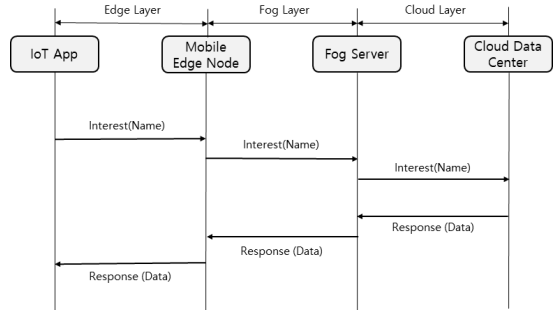 Edge Layer
Fog Layer
Cloud Layer
IoT App
Mobile
Edge Node
Fog Server
Cloud Data
Center
Interest(Name)
Interest(Name)
Interest(Name)
Response (Data)
Response (Data)
Response (Data)